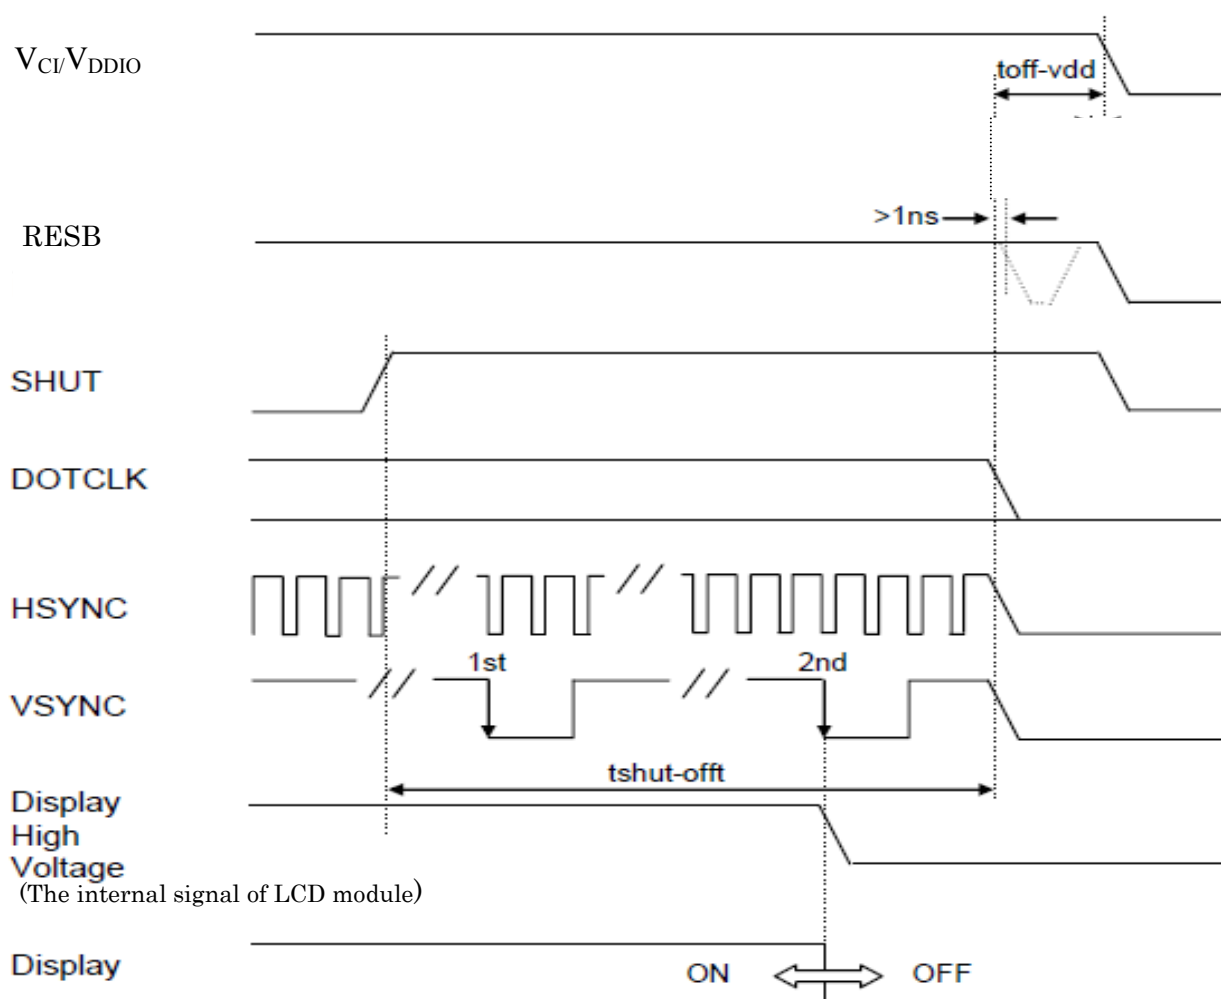 VCI/VDDIO
toff-vdd
>1ns
RESB
SHUT
DOTCLK
HSYNC
1st
2nd
VSYNC
tshut-offt
Display
High
Voltage
(The internal signal of LCD module)
Display
ON
OFF